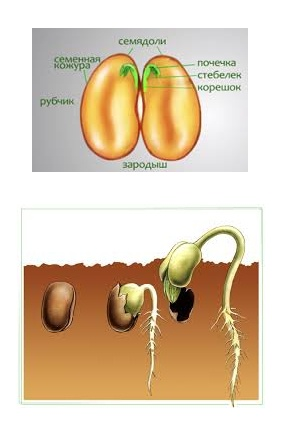 семядоли
семенная
кожура
почечка
стебелек
корешок
рубчик
зародыш